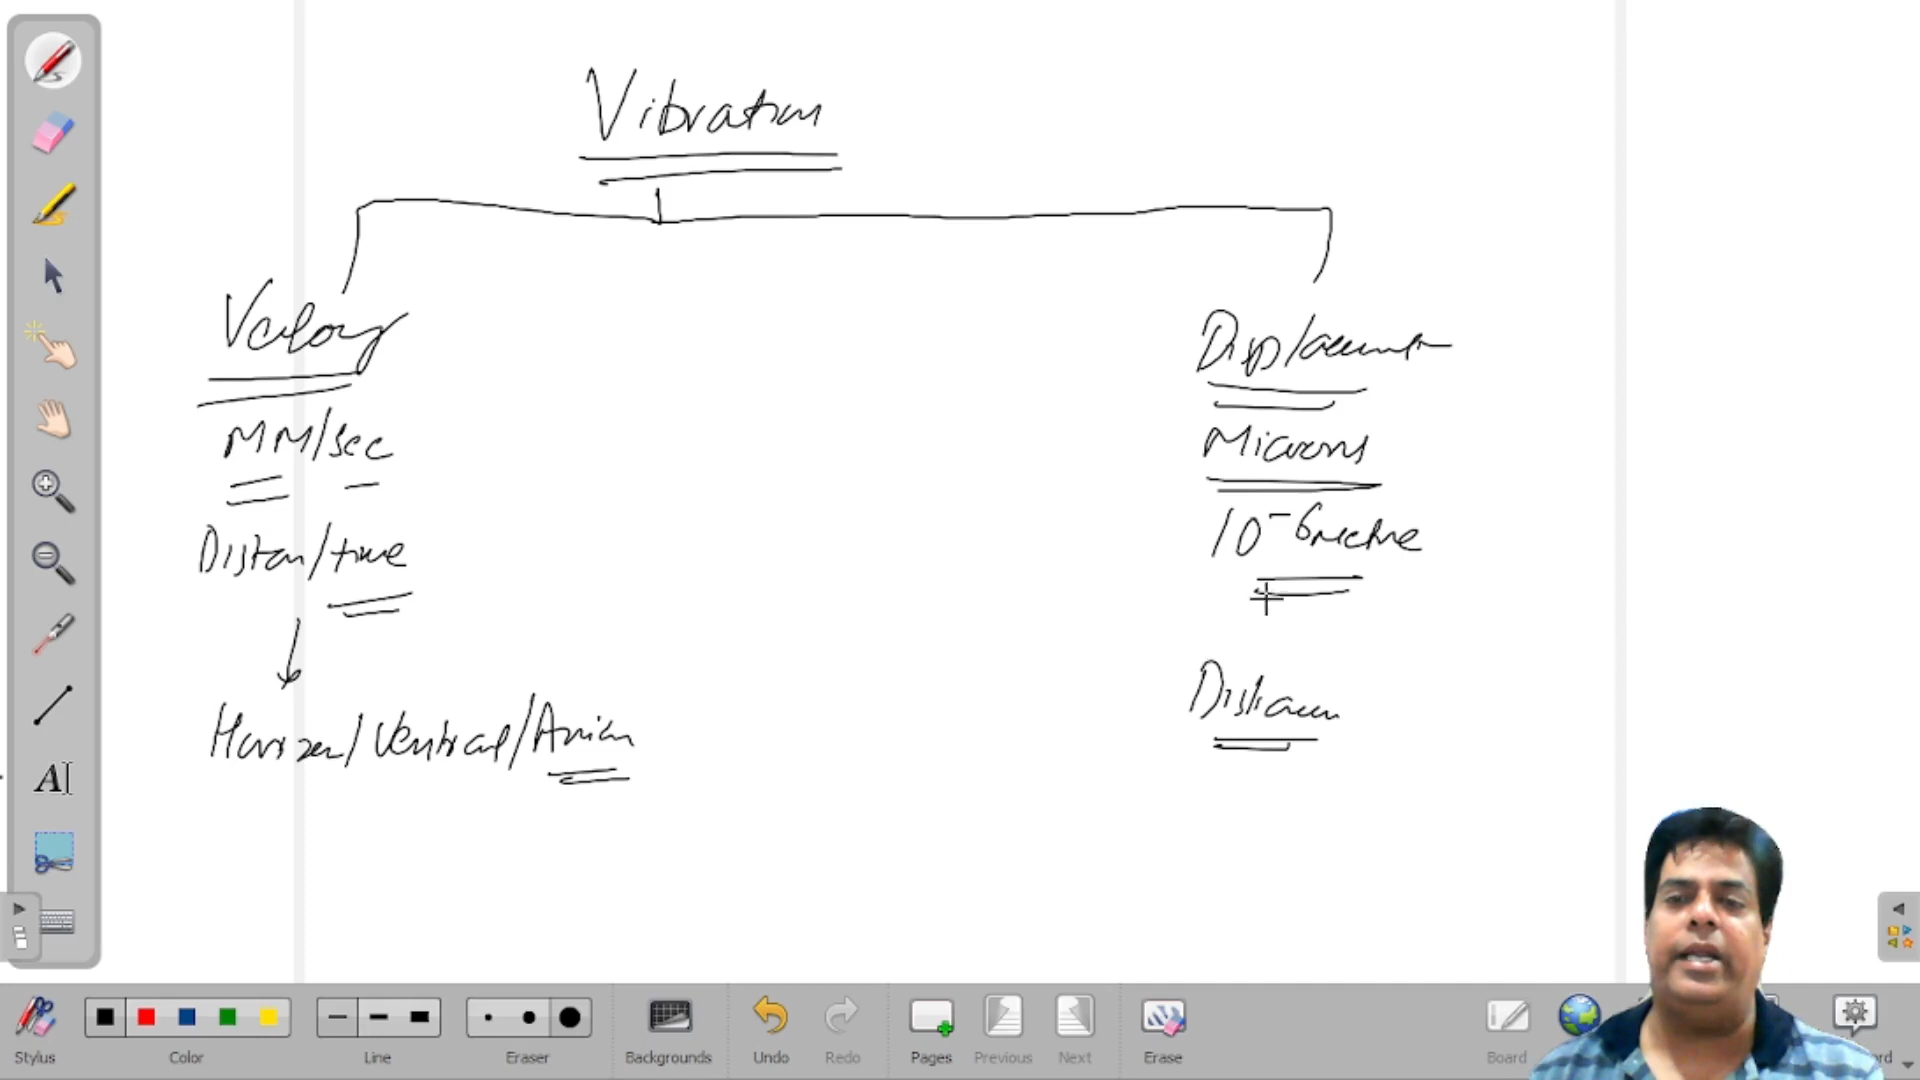 Vibration
Velocity
MM/sec
Distan/time
Horizon/Vertical/Axial
Displacement
Microns
10-6 metre
Distance
A
Stylus
Color
Line
Eraser
Backgrounds
Undo
Redo
Pages
Previous
Next
Erase
Board